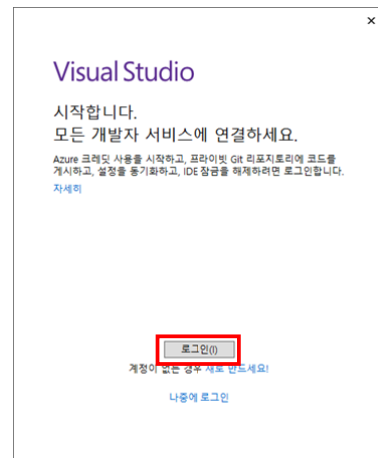 Visual Studio
시작합니다.
모든 개발자 서비스에 연결하세요.
Azure 크레딧 사용을 시작하고, 프라이빗 Git 리포지토리에 코드를
게시하고, 설정을 동기화하고, IDE 잠금을 해제하려면 로그인합니다.
자세히
로그인(I)
계정이 없는 경우 새로 만드세요!
나중에 로그인